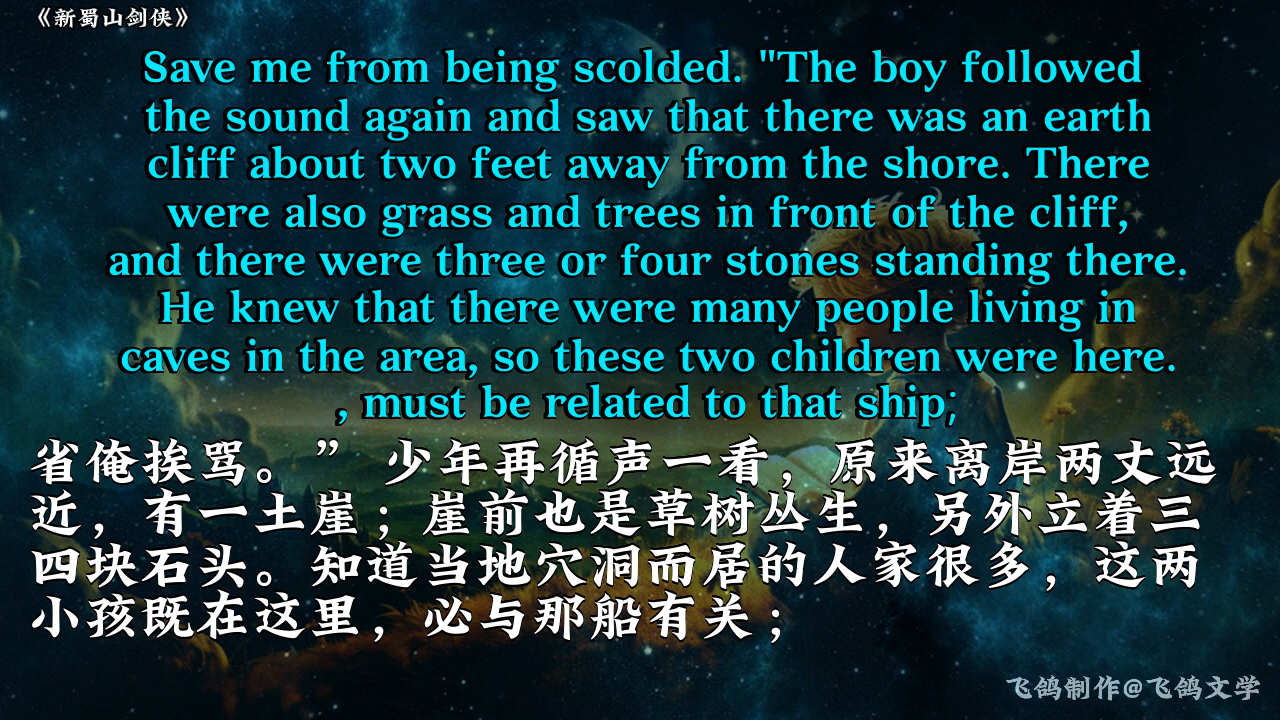 《新蜀山剑侠》
Save me from being scolded. "The boy followed
the sound again and saw that there was an earth
cliff about two feet away from the shore. There
were also grass and trees in front of the cliff,
and there were three or four stones standing there.
He knew that there were many people living in
caves in the area, so these two children were here.
, must be related to that ship;
省俺挨骂。” 少年再循声一看，原来离岸两丈远
近，有一土崖；崖前也是草树丛生，另外立着三
四块石头。知道当地穴洞而居的人家很多，这两
小孩既在这里，必与那船有关；
飞鸽制作@飞鸽文学